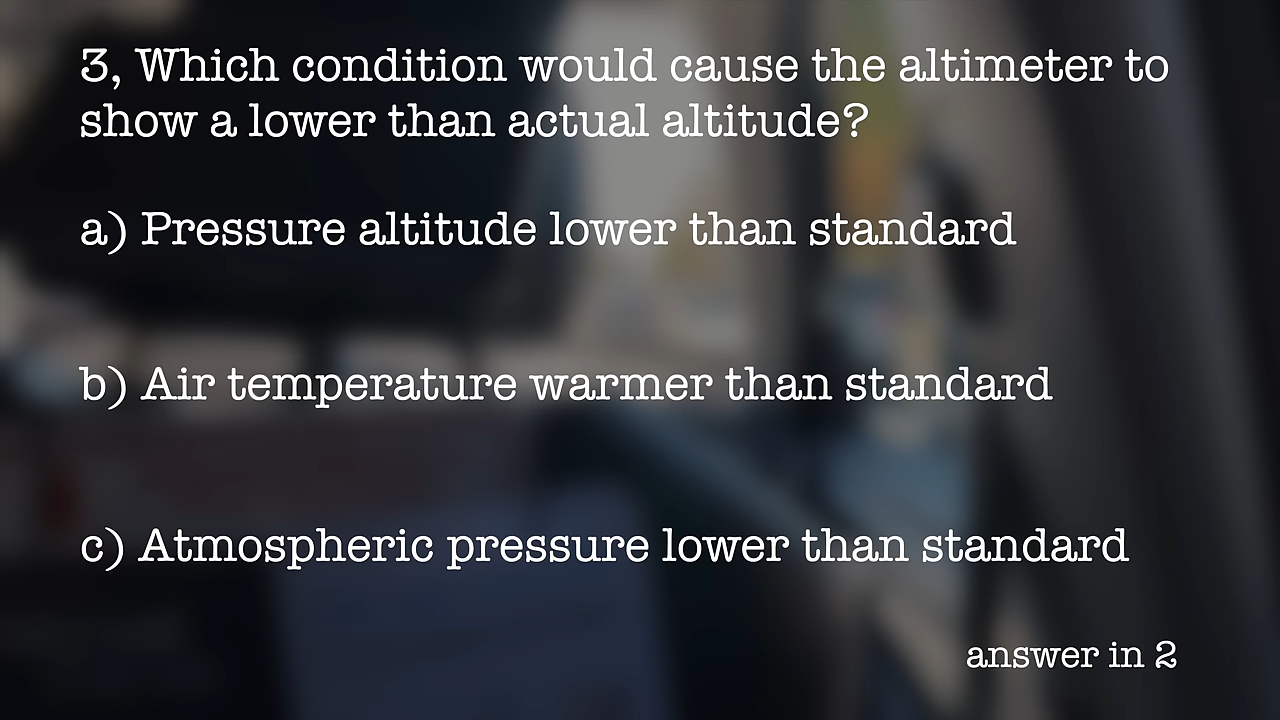 3, Which condition would cause the altimeter to
show a lower than actual altitude?
a) Pressure altitude lower than standard
b) Air temperature warmer than standard
c) Atmospheric pressure lower than standard
answer in 2